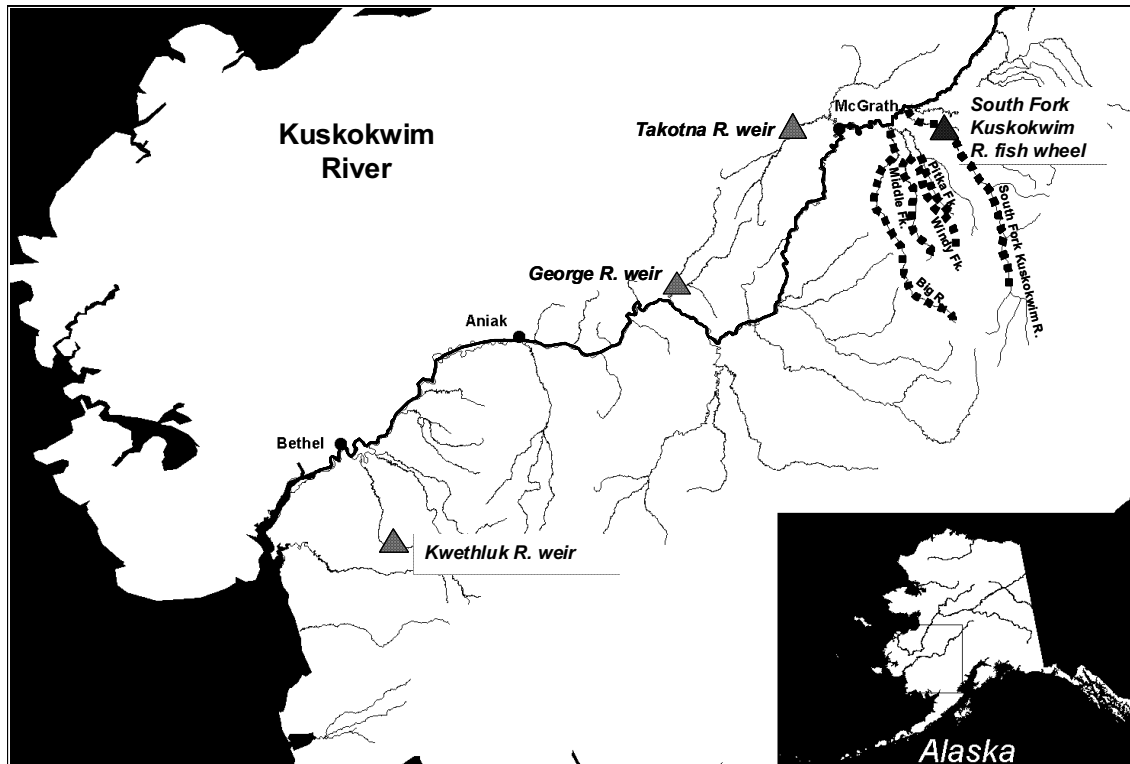 Kuskokwim
River
McGrath
South Fork
Kuskokwim
R. fish wheel
Takotna R. weir
Middle Fk.
Pitka Fk.
Windy Fk.
South Fork Kuskokwim R.
Big R.
George R. weir
Aniak
Bethel
Kwethluk R. weir
Alaska